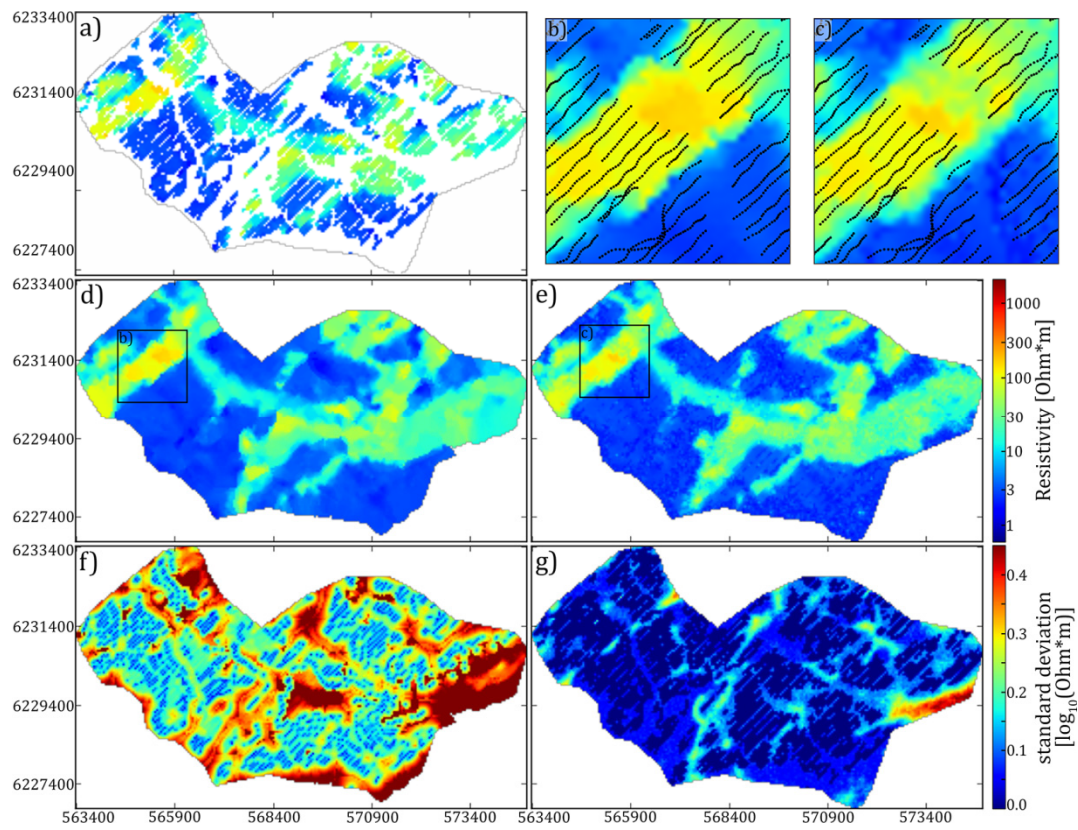 6233400
6231400
6229400
6227400
a)
b)
c)
6233400
6231400
6229400
6227400
d)
b)
e)
c)
1000
300
100
30
10
3
1
Resistivity [Ohm*m]
6233400
6231400
6229400
6227400
f)
g)
0.4
0.3
0.2
0.1
0.0
standard deviation
[log10(Ohm*m)]
563400 565900 568400 570900 573400
565900 568400 570900 573400